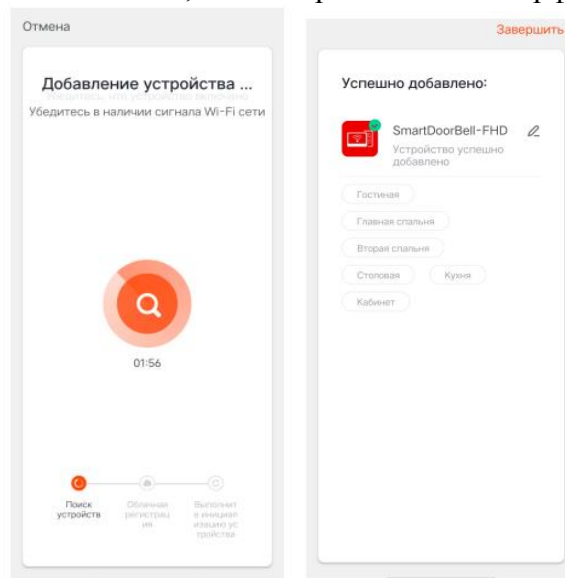 Отмена
Добавление устройства ...
Убедитесь в наличии сигнала Wi-Fi сети
01:56
Поиск
устройств
Облачная
регистрац
ия
Выполнит
е инициал
изацию ус
тройства
Завершить
Успешно добавлено:
SmartDoorBell-FHD
Устройство успешно
добавлено
Гостиная
Главная спальня
Вторая спальня
Столовая
Кухня
Кабинет